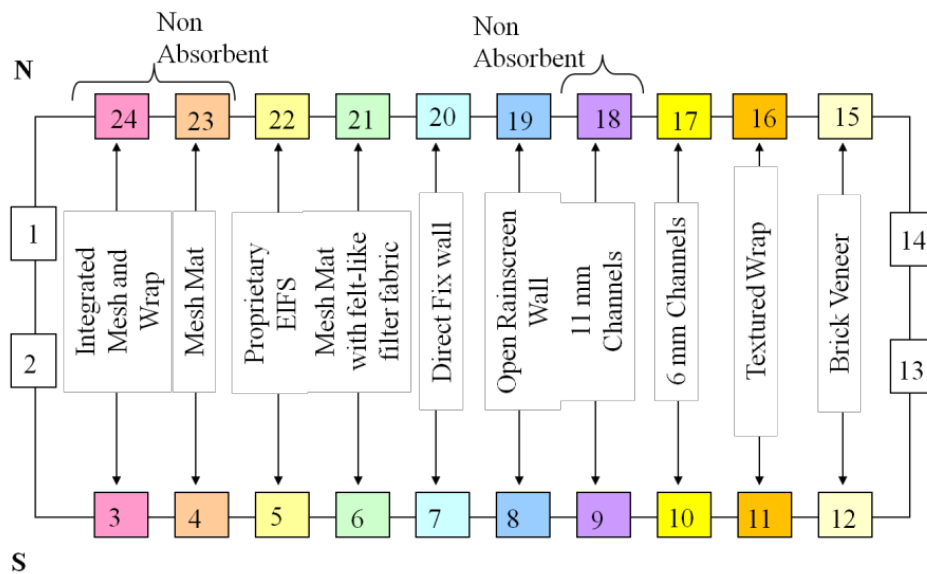 Non
Absorbent
Non
Absorbent
N
24
23
22
21
20
19
18
17
16
15
1
2
14
13
Integrated
Mesh and
Wrap
Mesh Mat
Proprietary
EIFS
Mesh Mat
with felt-like
filter fabric
Direct Fix wall
Open Rainscreen
Wall
11 mm
Channels
6 mm Channels
Textured Wrap
Brick Veneer
3
4
5
6
7
8
9
10
11
12
S